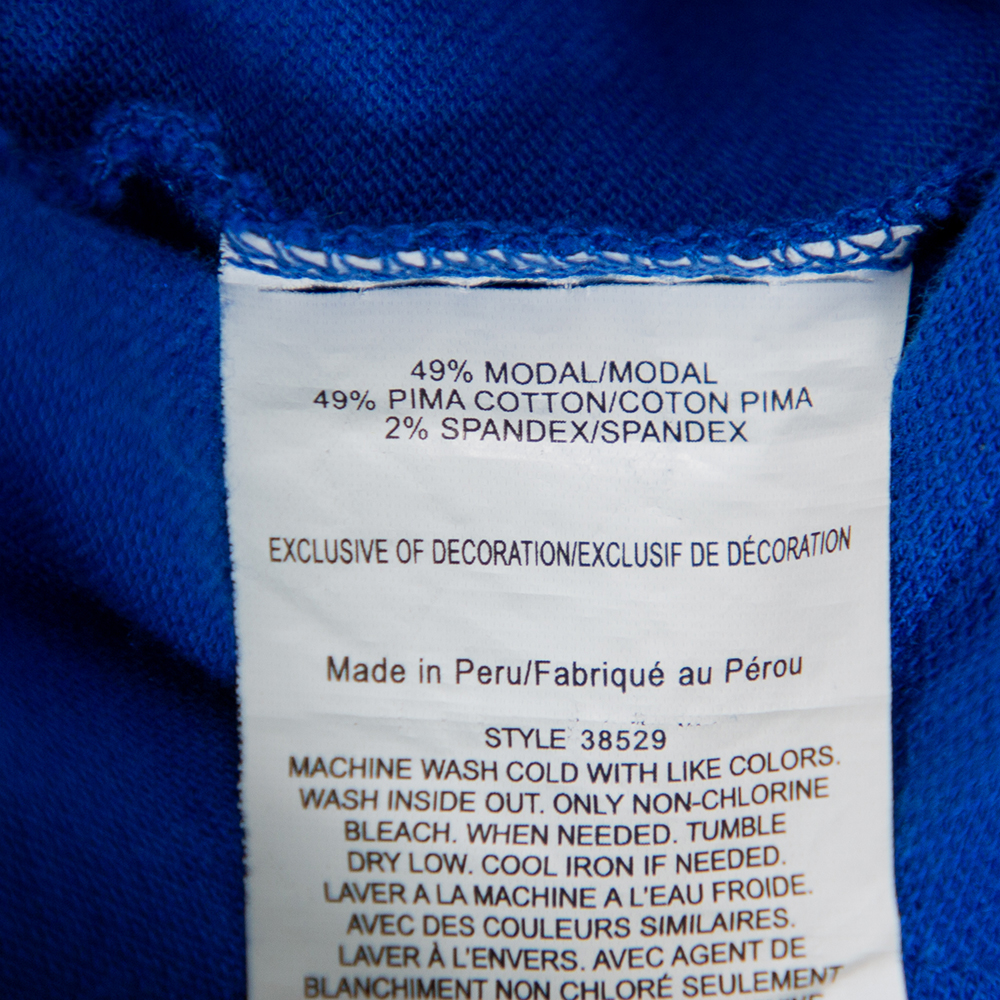 49% MODAL/MODAL
49% PIMA COTTON/COTON PIMA
2% SPANDEX/SPANDEX
EXCLUSIVE OF DECORATION/EXCLUSIF DE DÉCORATION
Made in Peru/Fabriqué au Pérou
STYLE 38529
MACHINE WASH COLD WITH LIKE COLORS.
WASH INSIDE OUT. ONLY NON-CHLORINE
BLEACH. WHEN NEEDED. TUMBLE
DRY LOW. COOL IRON IF NEEDED.
LAVER A LA MACHINE A L'EAU FROIDE.
AVEC DES COULEURS SIMILAIRES.
LAVER À L'ENVERS. AVEC AGENT DE
BLANCHIMENT NON CHLORÉ SEULEMENT